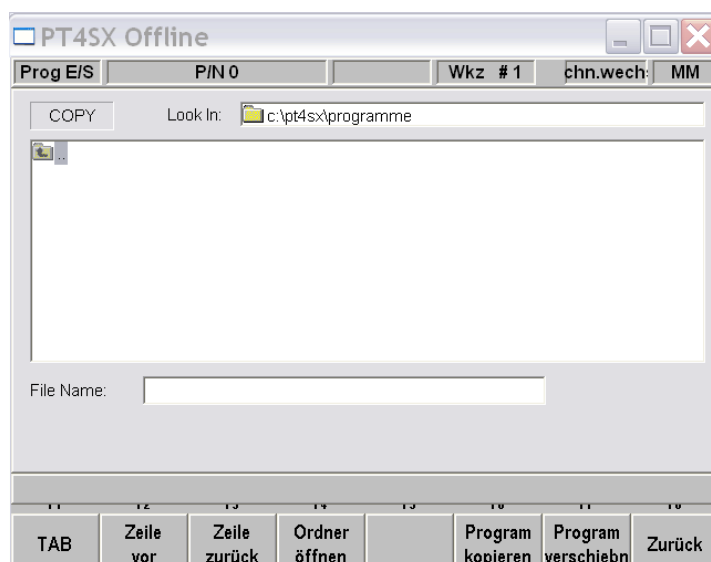 PT4SX Offline
Prog E/S P/N 0 Wkz # 1 chn.wech MM
COPY Look In: c:\pt4sx\programme
..
File Name:
TAB Zeile vor Zeile zurück Ordner öffnen Program kopieren Program verschiebn Zurück